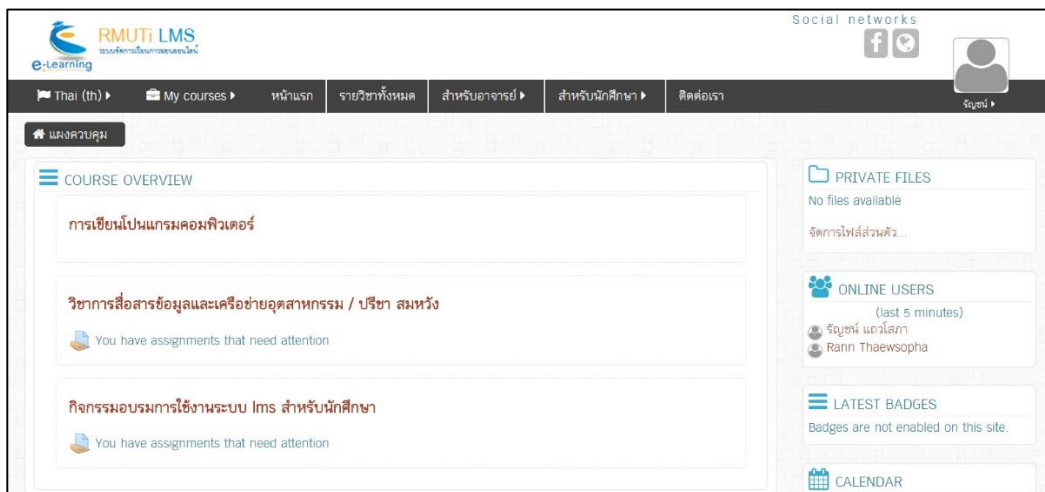 Social networks
RMUTi LMS
ระบบจัดการเรียนการสอนออนไลน์
e-Learning
Thai (th)
My courses
หน้าแรก
รายวิชาทั้งหมด
สำหรับอาจารย์
สำหรับนักศึกษา
ติดต่อเรา
รัญชน์
แผงควบคุม
COURSE OVERVIEW
การเขียนโปนแกรมคอมพิวเตอร์
วิชาการสื่อสารข้อมูลและเครือข่ายอุตสาหกรรม / ปรีชา สมหวัง
You have assignments that need attention
กิจกรรมอบรมการใช้งานระบบ lms สำหรับนักศึกษา
You have assignments that need attention
PRIVATE FILES
No files available
จัดการไฟล์ส่วนตัว...
ONLINE USERS
(last 5 minutes)
รัญชน์ แถวโสภา
Rann Thaewsopha
LATEST BADGES
Badges are not enabled on this site.
CALENDAR